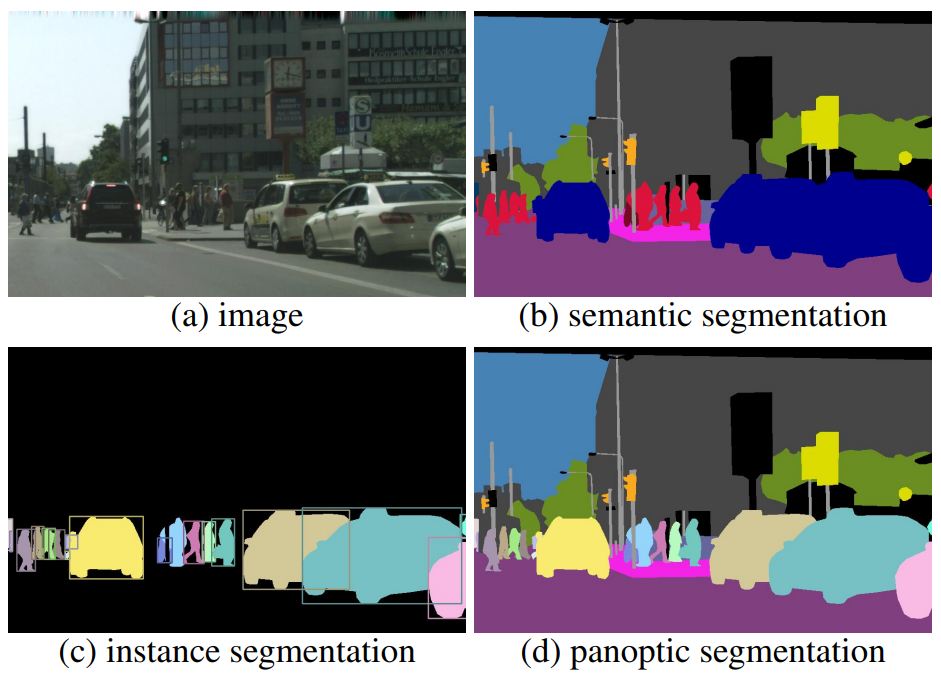 S
U
(a) image
(b) semantic segmentation
(c) instance segmentation
(d) panoptic segmentation